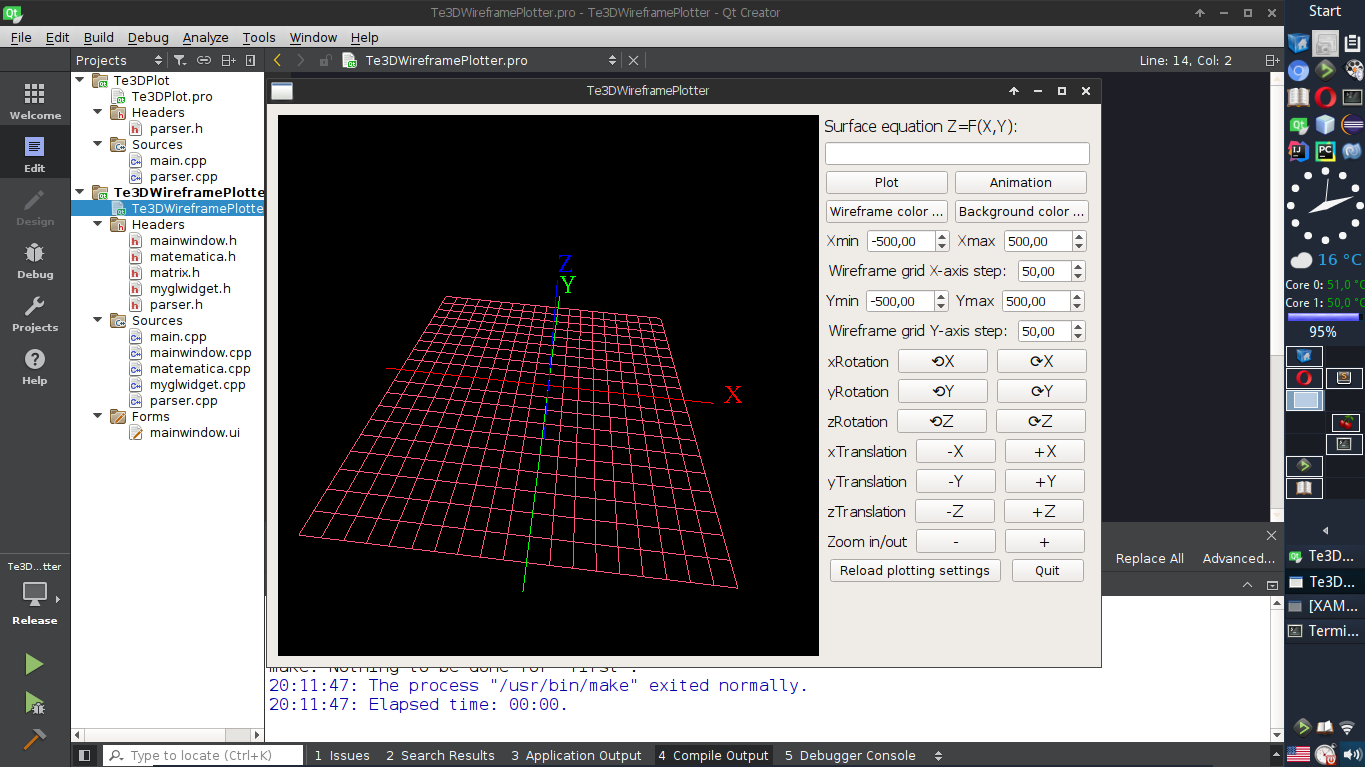 Te3DWireframePlotter.pro - Te3DWireframePlotter - Qt Creator
Start
File Edit Build Debug Analyze Tools Window Help
Projects
Te3DWireframePlotter.pro
Line: 14, Col: 2
Welcome
Edit
Design
Debug
Projects
Help
Te3D...tter
Release
Te3DPlot
Te3DPlot.pro
Headers
parser.h
Sources
main.cpp
parser.cpp
Te3DWireframePlotte
Te3DWireframePlotte
Headers
mainwindow.h
matematica.h
matrix.h
myglwidget.h
parser.h
Sources
main.cpp
mainwindow.cpp
matematica.cpp
myglwidget.cpp
parser.cpp
Forms
mainwindow.ui
Te3DWireframePlotter
Z
Y
X
Surface equation Z=F(X,Y):
Plot Animation
Wireframe color ... Background color ...
Xmin -500,00 Xmax 500,00
Wireframe grid X-axis step: 50,00
Ymin -500,00 Ymax 500,00
Wireframe grid Y-axis step: 50,00
xRotation ⟲X ⟳X
yRotation ⟲Y ⟳Y
zRotation ⟲Z ⟳Z
xTranslation -X +X
yTranslation -Y +Y
zTranslation -Z +Z
Zoom in/out - +
Reload plotting settings Quit
Replace All Advanced...
make: Nothing to be done for 'first'.
20:11:47: The process "/usr/bin/make" exited normally.
20:11:47: Elapsed time: 00:00.
Type to locate (Ctrl+K) 1 Issues 2 Search Results 3 Application Output 4 Compile Output 5 Debugger Console
16 °C
Core 0: 51,0 °
Core 1: 50,0 °
95%
Te3D...
Te3D...
[XAM...
Termi...